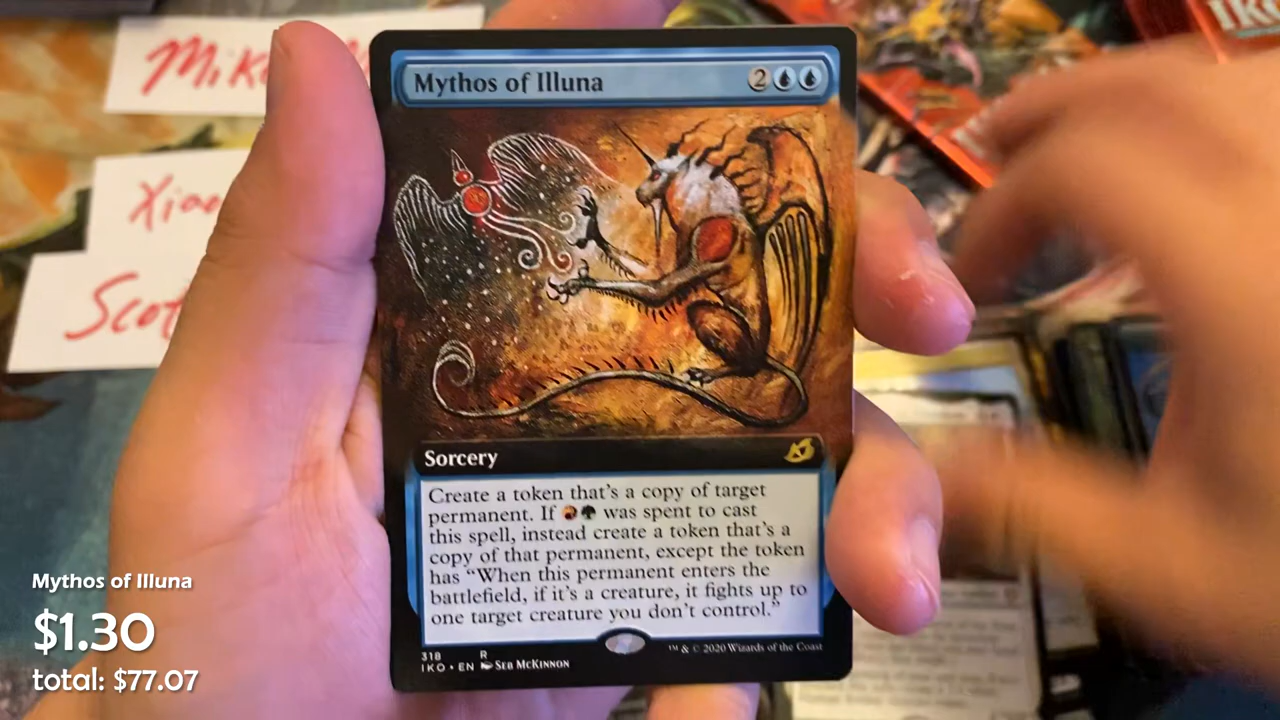 Mik
Xiao
Scot
Mythos of Illuna 2
Sorcery
Create a token that's a copy of target
permanent. If was spent to cast
this spell, instead create a token that's a
copy of that permanent, except the token
has "When this permanent enters the
battlefield, if it's a creature, it fights up to
one target creature you don't control."
318 R
IKO • EN Seb McKinnon
™ & © 2020 Wizards of the Coast
Mythos of Illuna
$1.30
total: $77.07